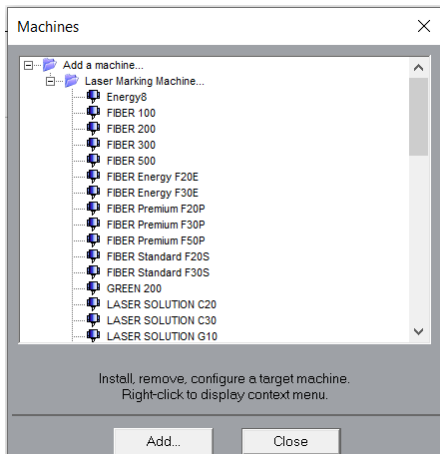 Machines
Add a machine...
Laser Marking Machine...
Energy8
FIBER 100
FIBER 200
FIBER 300
FIBER 500
FIBER Energy F20E
FIBER Energy F30E
FIBER Premium F20P
FIBER Premium F30P
FIBER Premium F50P
FIBER Standard F20S
FIBER Standard F30S
GREEN 200
LASER SOLUTION C20
LASER SOLUTION C30
LASER SOLUTION G10
Install, remove, configure a target machine.
Right-click to display context menu.
Add... Close